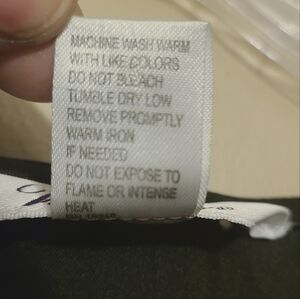 MACHINE WASH WARM
WITH LIKE COLORS
DO NOT BLEACH
TUMBLE DRY LOW
REMOVE PROMPTLY
WARM IRON
IF NEEDED
DO NOT EXPOSE TO
FLAME OR INTENSE
HEAT